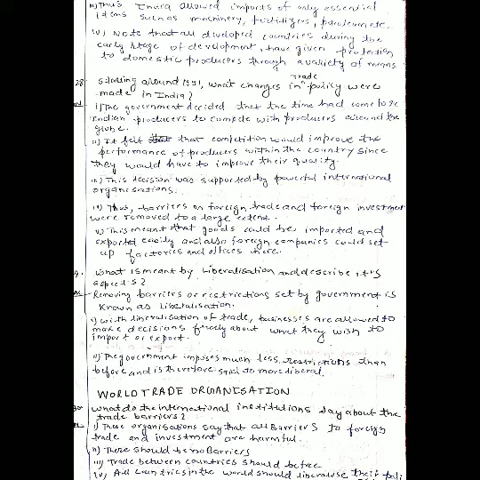 iii) Thus India allowed imports of only essential
items such as machinery, fertilizers, petroleum etc.
iv) Note that all developed countries during the
early stage of development, have given protection
to domestic producers through a variety of means
28. Starting around 1991, what changes in trade policy were
made in India?
i) The government decided that the time had come for
Indian producers to compete with producers around the
globe.
ii) It felt that competition would improve the
performance of producers within the country since
they would have to improve their quality.
iii) This decision was supported by powerful international
organisations.
iv) Thus, barriers on foreign trade and foreign investment
were removed to a large extend.
v) This meant that goods could be imported and
exported easily and also foreign companies could set
up factories and offices here.
What is meant by liberalisation and describe its
aspects?
Removing barriers or restrictions set by government is
known as liberalisation.
i) with liberalisation of trade, businesses are allowed to
make decisions freely about what they wish to
import or export.
ii) The government imposes much less restrictions than
before and is therefore said to more liberal.
WORLD TRADE ORGANISATION
30. What do the international institutions say about the
trade barriers?
i) These organisations say that all Barriers to foreign
trade and investment are harmful.
ii) There should be no Barriers
iii) Trade between countries should be free
iv) All Countries in the world should liberalise their